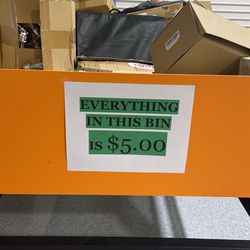 EVERYTHING
IN THIS BIN
IS $5.00